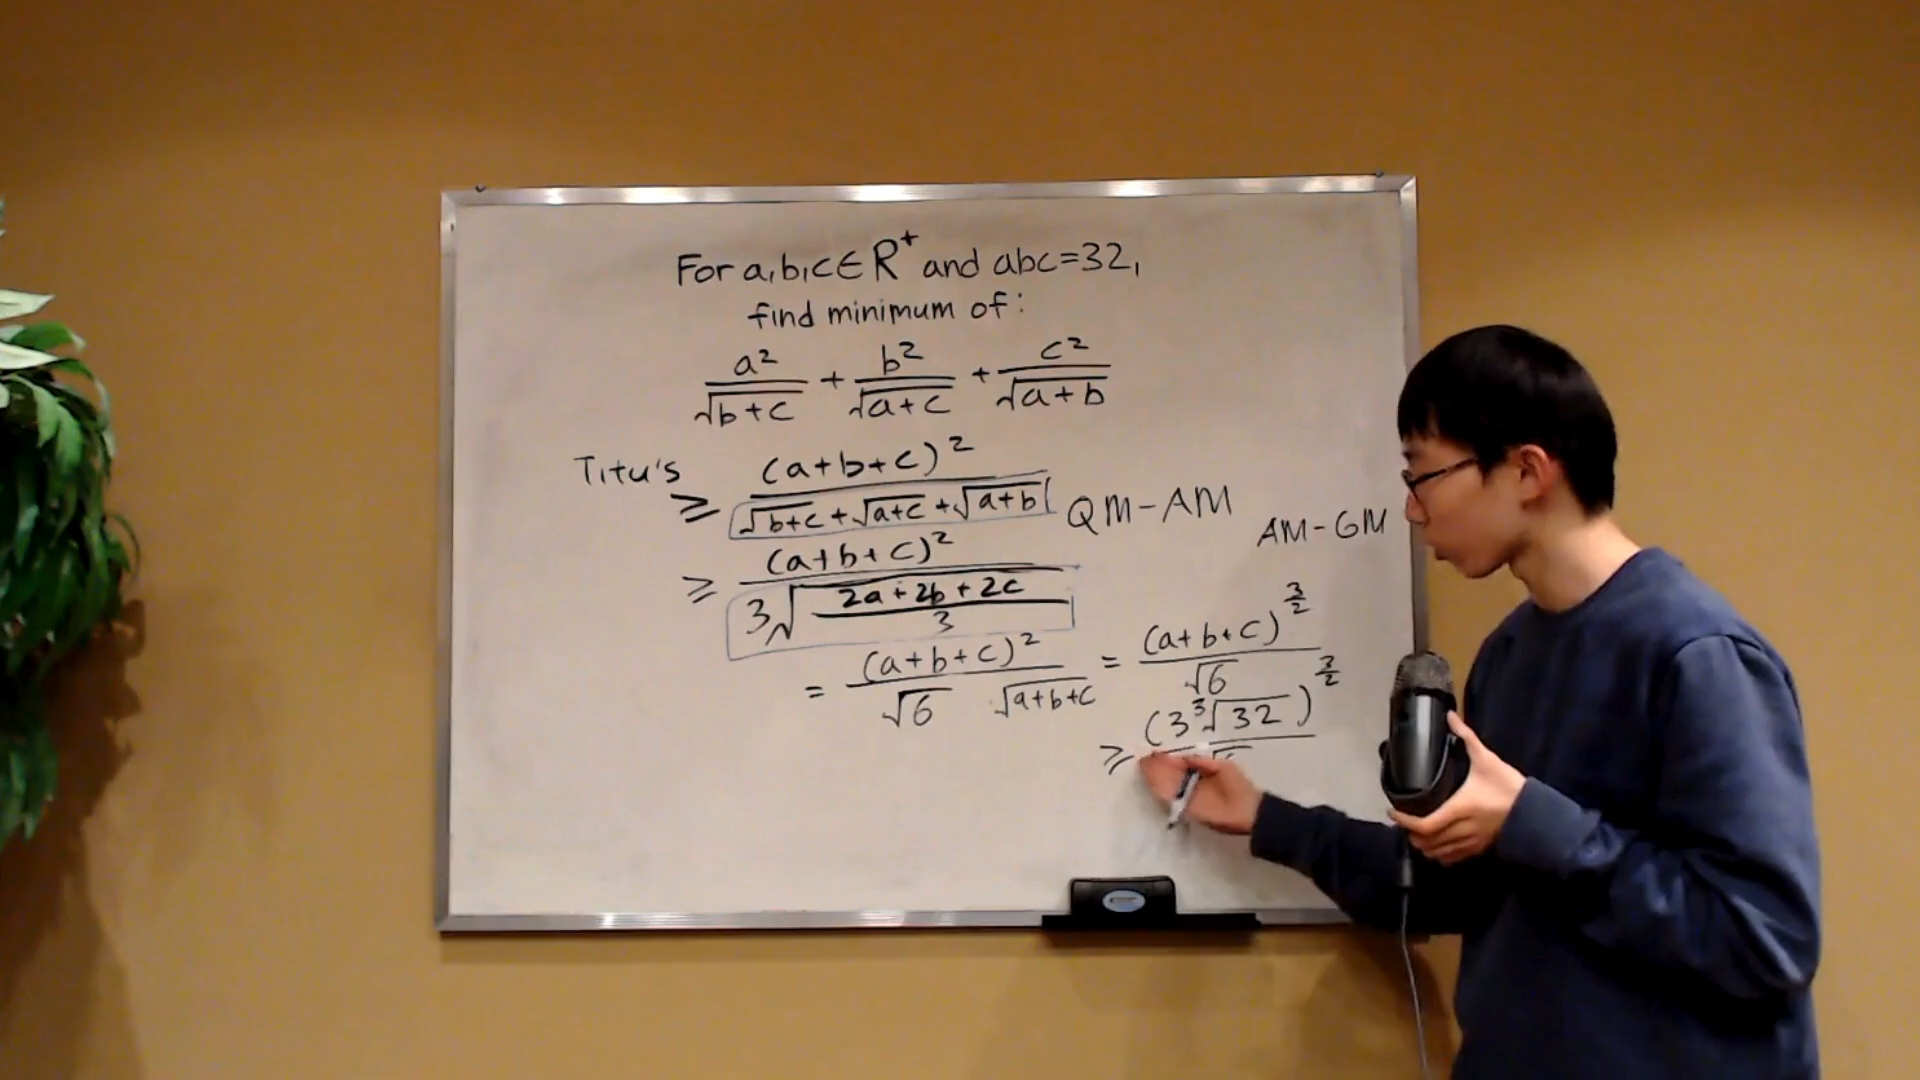 For a,b,c∈R⁺ and abc=32,
find minimum of:
a²/√(b+c) + b²/√(a+c) + c²/√(a+b)
Titu's ≥ (a+b+c)²/(√(b+c)+√(a+c)+√(a+b)) QM-AM
AM-GM
≥ (a+b+c)²/(3√((2a+2b+2c)/3))
= (a+b+c)²/(√6 √(a+b+c)) = (a+b+c)^(3/2)/√6
≥ (3∛32)^(3/2)/√6